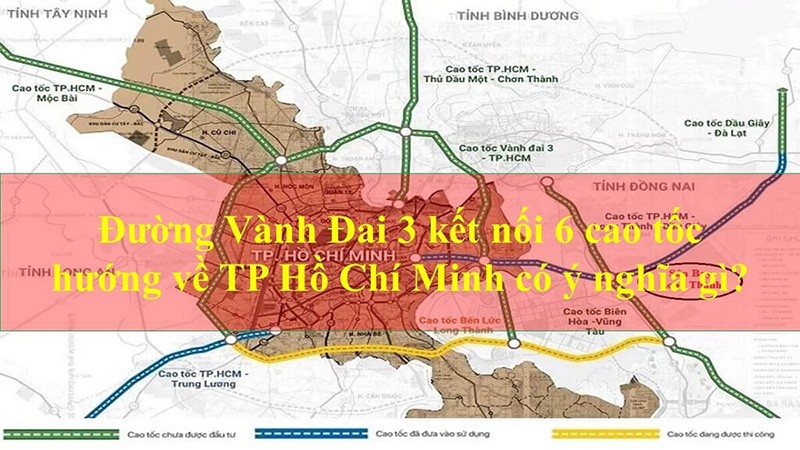 TỈNH TÂY NINH
TỈNH BÌNH DƯƠNG
Cao tốc TP.HCM -
Mộc Bài
Cao tốc TP.HCM -
Thủ Dầu Một - Chơn Thành
Cao tốc Dầu Giây
- Đà Lạt
Cao tốc Vành đai 3
- TP.HCM
H. CỦ CHI
H. HÓC MÔN
QUẬN 12
TỈNH ĐỒNG NAI
Cao tốc TP.HCM -
Đường Vành Đai 3 kết nối 6 cao tốc
hướng về TP Hồ Chí Minh có ý nghĩa gì?
TP. HỒ CHÍ MINH
Cao tốc Bến Lức
Long Thành
Cao tốc Biên
Hòa -Vũng
Tàu
H. NHÀ BÈ
Cao tốc TP.HCM -
Trung Lương
H. CẦN GIUỘC
Cao tốc chưa được đầu tư
Cao tốc đã đưa vào sử dụng
Cao tốc đang được thi công